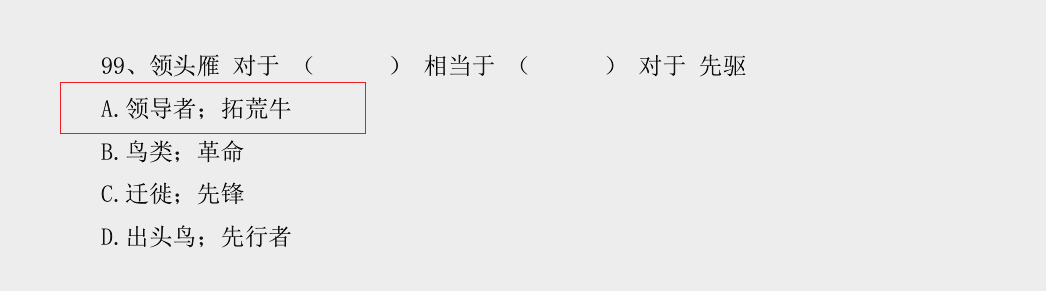 99、领头雁 对于 （      ） 相当于 （      ） 对于 先驱
A.领导者；拓荒牛
B.鸟类；革命
C.迁徙；先锋
D.出头鸟；先行者